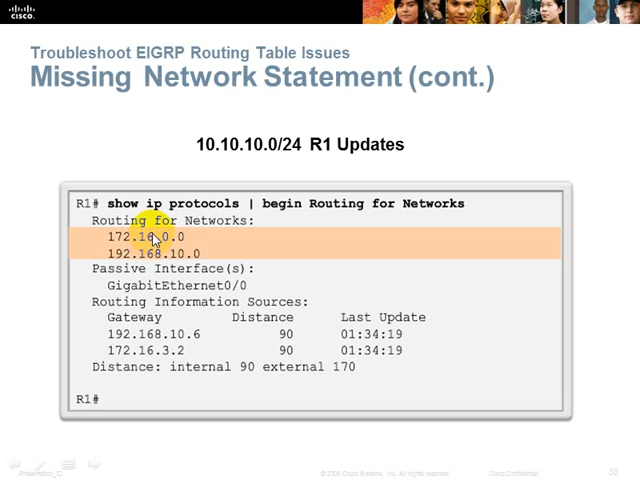 cisco.
Troubleshoot EIGRP Routing Table Issues
Missing Network Statement (cont.)
10.10.10.0/24 R1 Updates
R1# show ip protocols | begin Routing for Networks
Routing for Networks:
172.16.0.0
192.168.10.0
Passive Interface(s):
GigabitEthernet0/0
Routing Information Sources:
Gateway Distance Last Update
192.168.10.6 90 01:34:19
172.16.3.2 90 01:34:19
Distance: internal 90 external 170
R1#
Presentation_ID © 2008 Cisco Systems, Inc. All rights reserved. Cisco Confidential 38